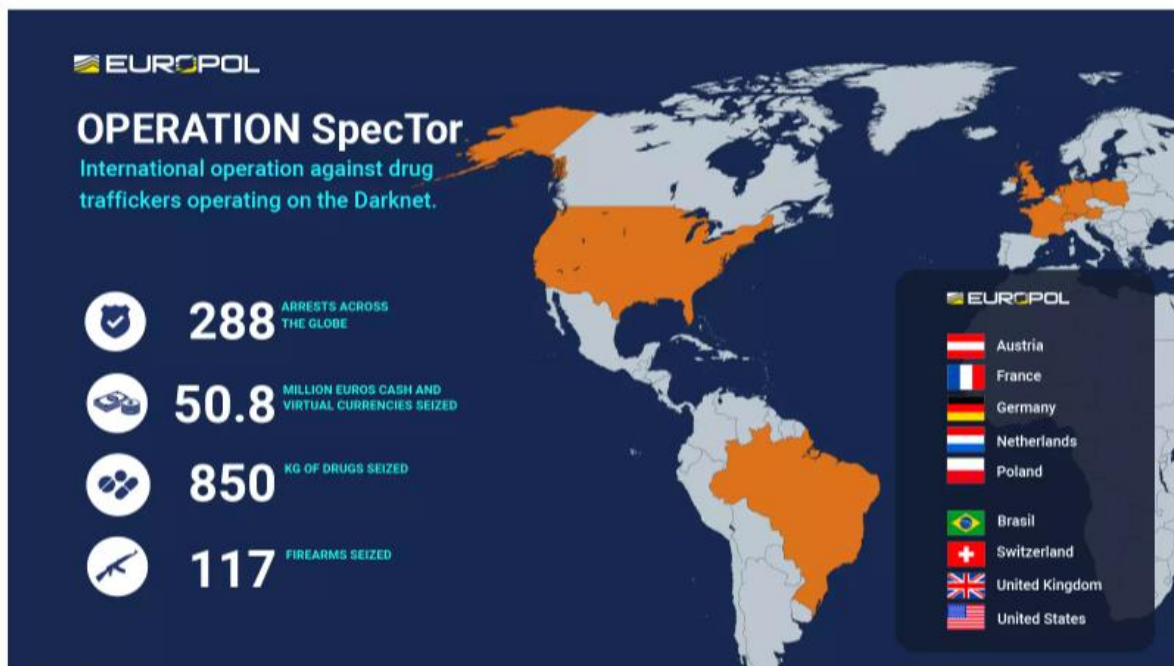 EUROPOL
OPERATION SpecTor
International operation against drug
traffickers operating on the Darknet.
288 ARRESTS ACROSS
THE GLOBE
50.8 MILLION EUROS CASH AND
VIRTUAL CURRENCIES SEIZED
850 KG OF DRUGS SEIZED
117 FIREARMS SEIZED
EUROPOL
Austria
France
Germany
Netherlands
Poland
Brasil
Switzerland
United Kingdom
United States